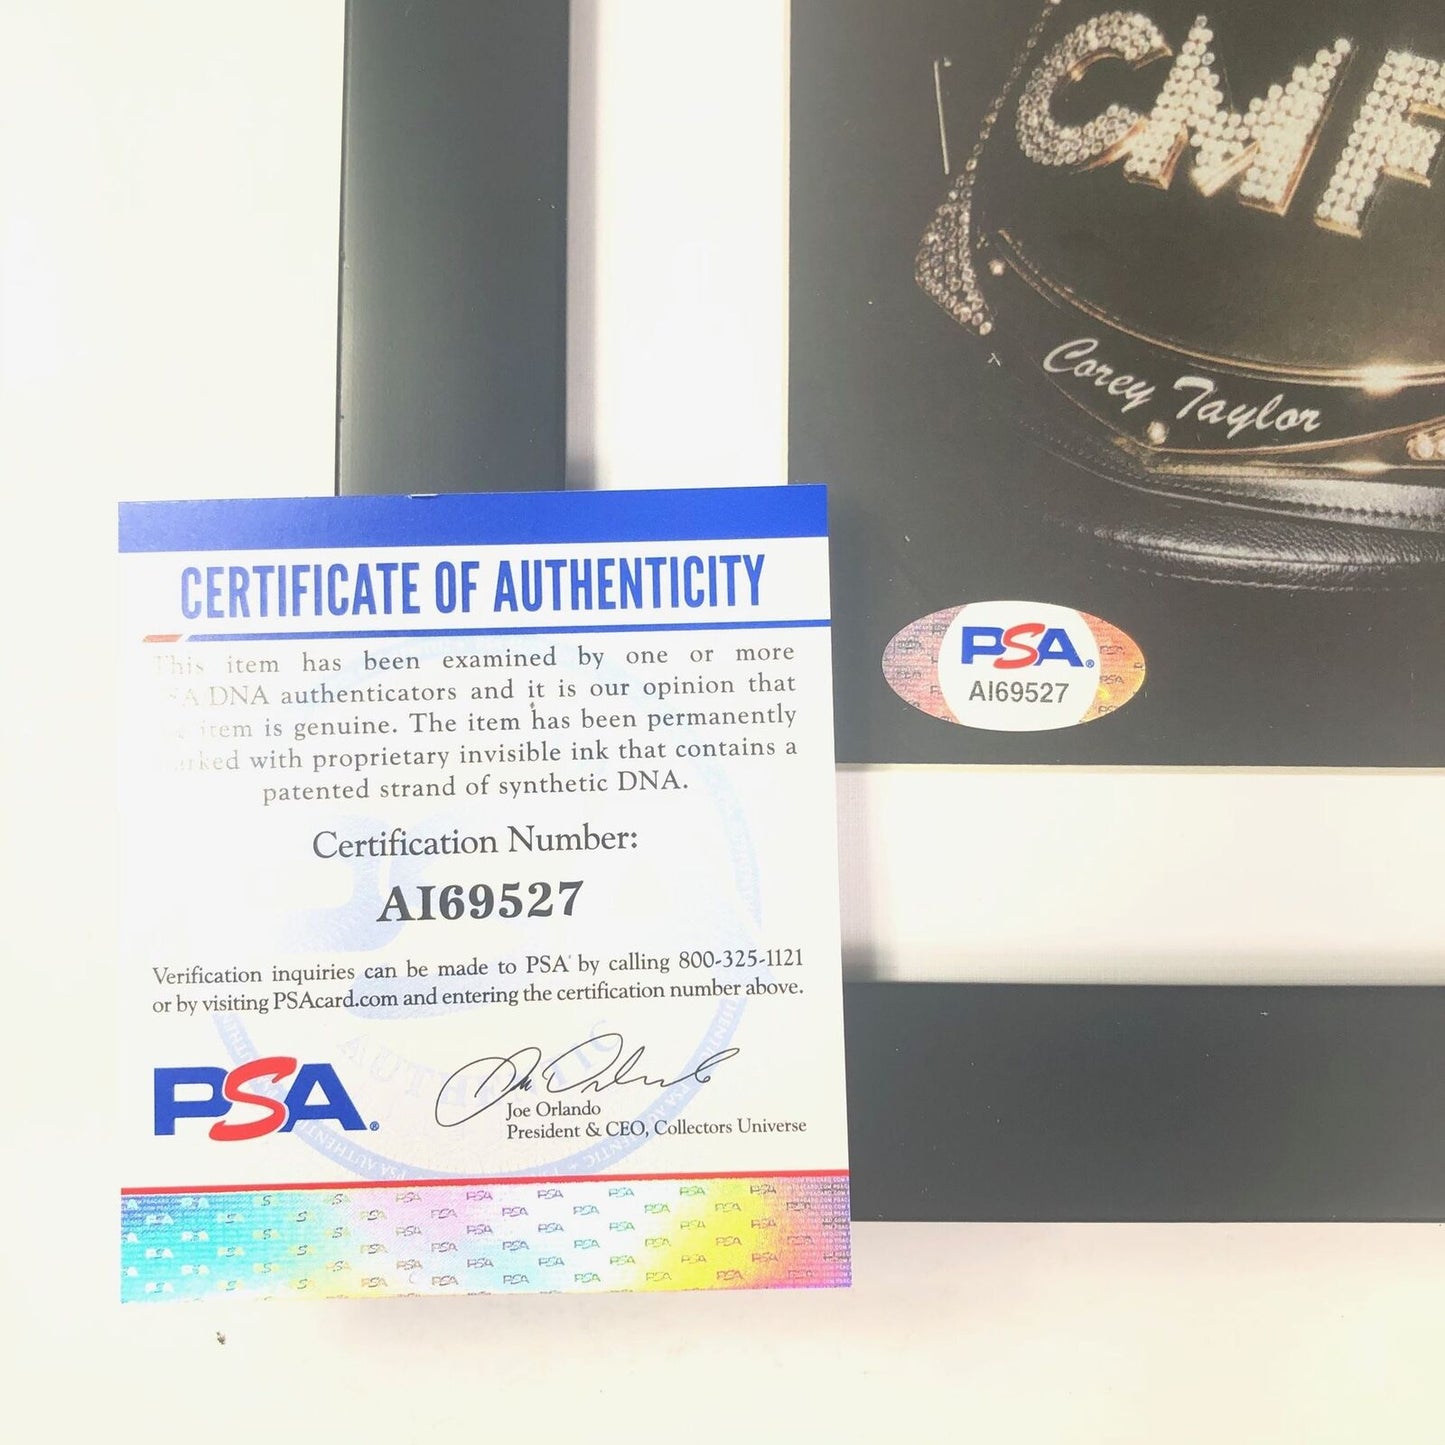 CMF
Corey Taylor
PSA®
AI69527
CERTIFICATE OF AUTHENTICITY
This item has been examined by one or more
PSA/DNA authenticators and it is our opinion that
item is genuine. The item has been permanently
marked with proprietary invisible ink that contains a
patented strand of synthetic DNA.
Certification Number:
AI69527
Verification inquiries can be made to PSA by calling 800-325-1121
or by visiting PSAcard.com and entering the certification number above.
AUTHENTIC
PSA®
Joe Orlando
President & CEO, Collectors Universe